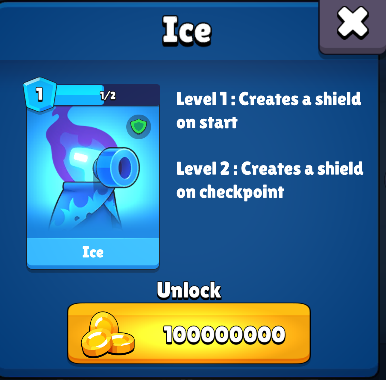 Ice
1
1/2
Level 1 : Creates a shield
on start
Level 2 : Creates a shield
on checkpoint
Ice
Unlock
100000000